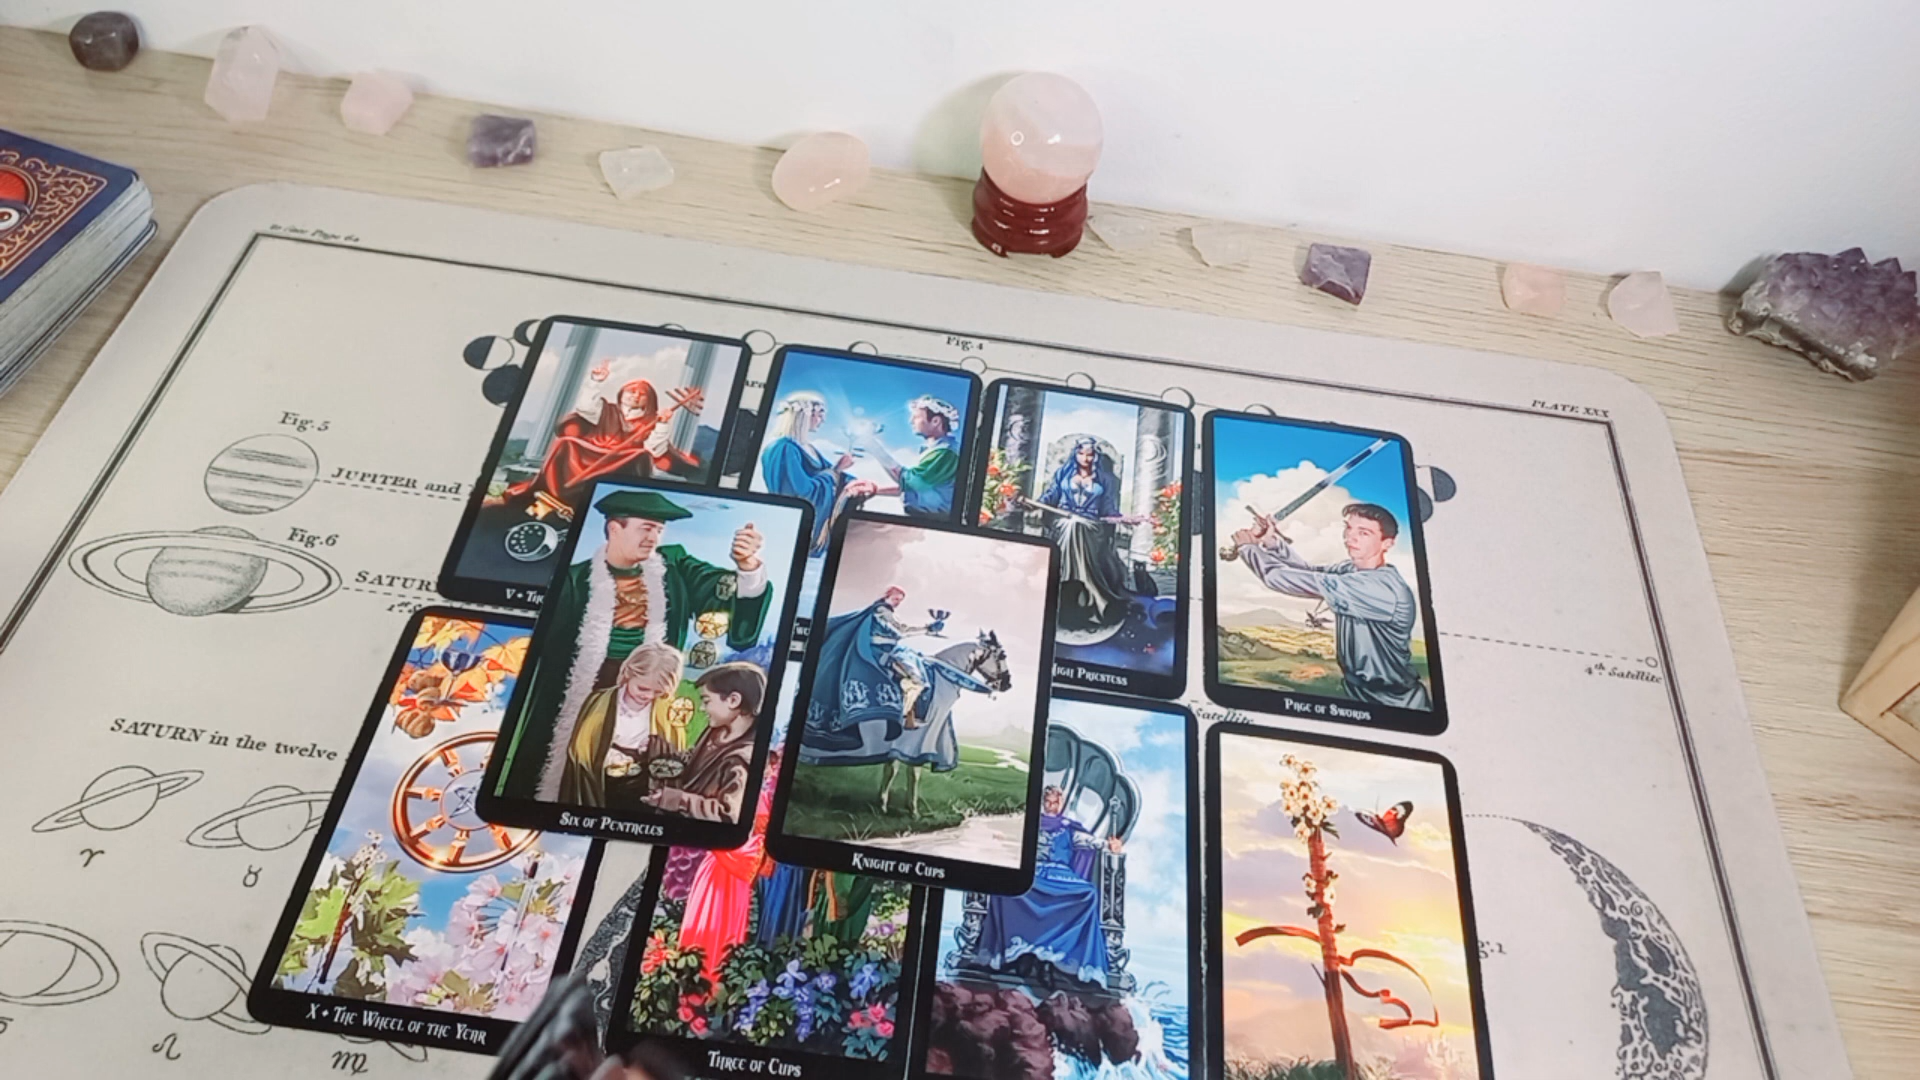 Fig. 4
PLATE XXX
Fig. 5
JUPITER and
Fig. 6
SATUR
4th Satellite
Satellite
SATURN in the twelve
V • The
High Priestess
Page of Swords
Six of Pentacles
Knight of Cups
X • The Wheel of the Year
Three of Cups